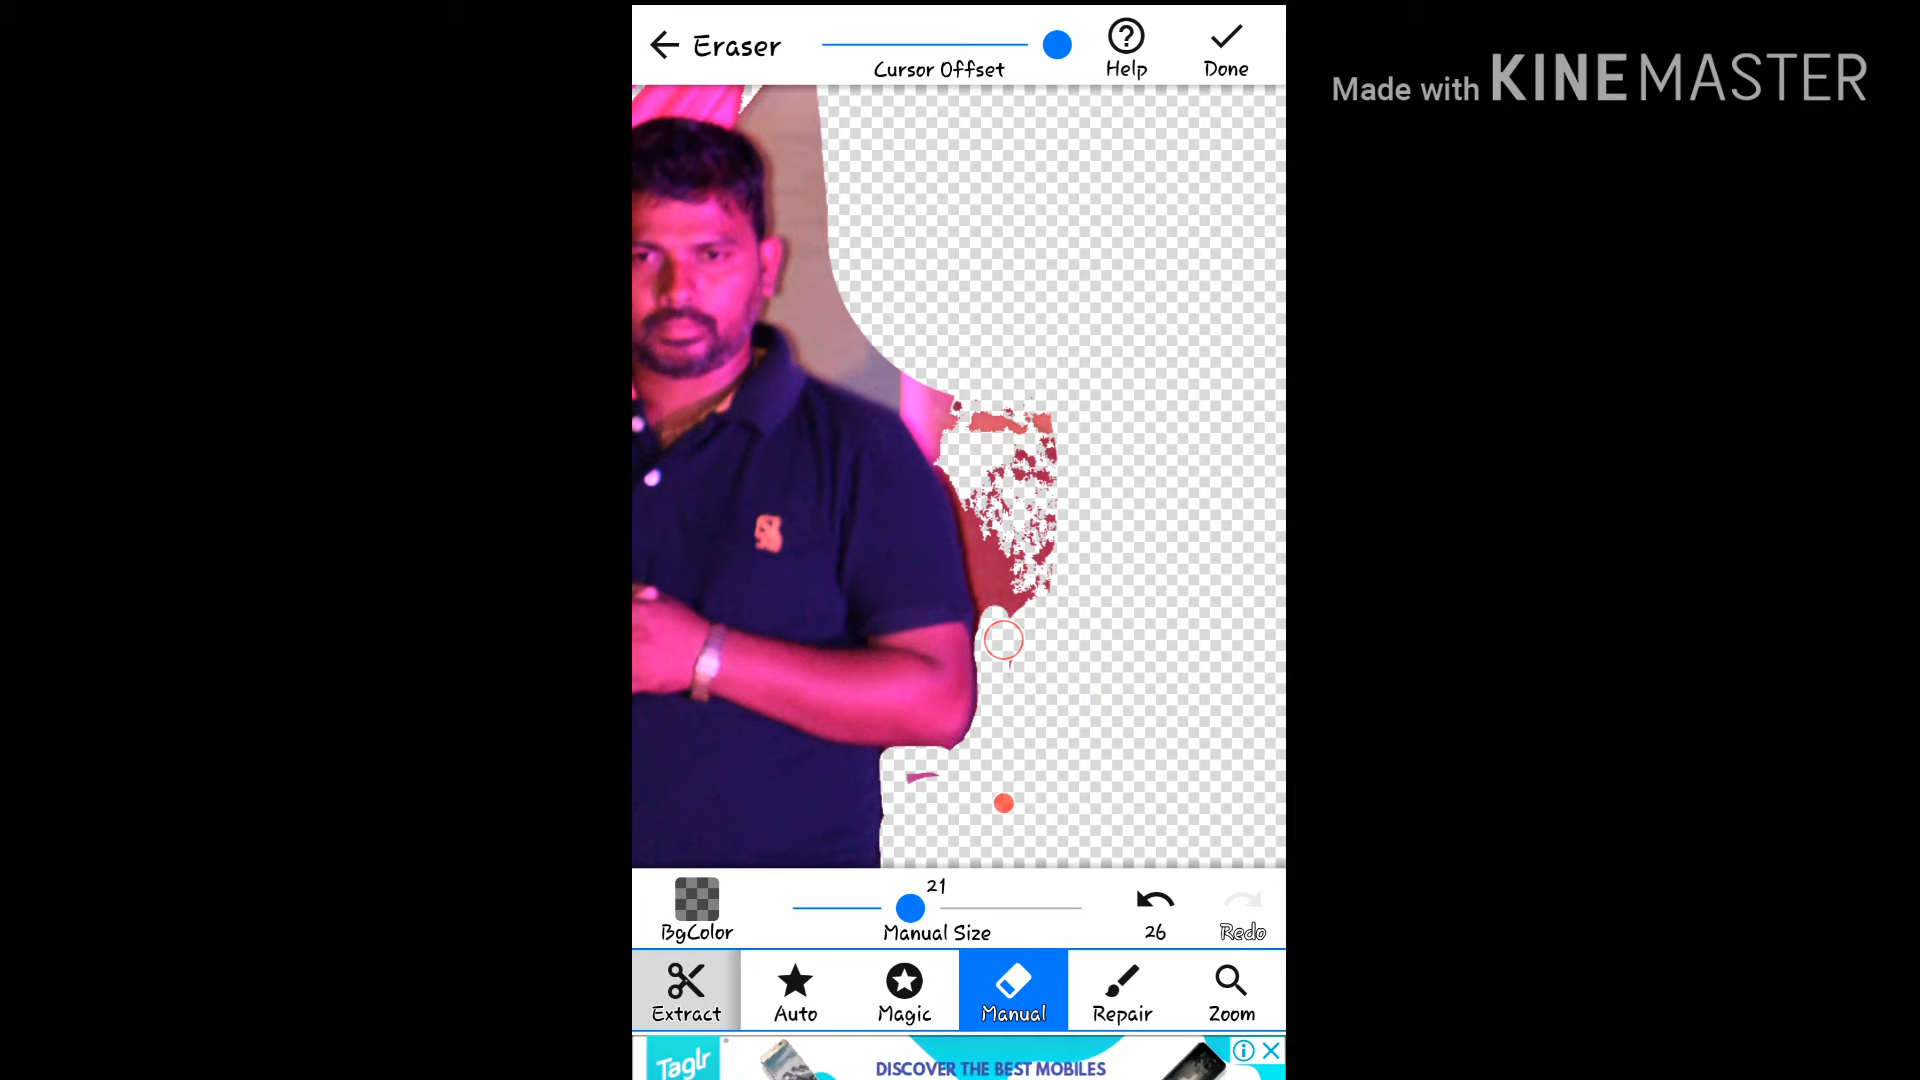 Eraser
Cursor Offset
Help
Done
Made with KINEMASTER
S
BgColor
21
Manual Size
26
Redo
Extract
Auto
Magic
Manual
Repair
Zoom
Taglr
DISCOVER THE BEST MOBILES